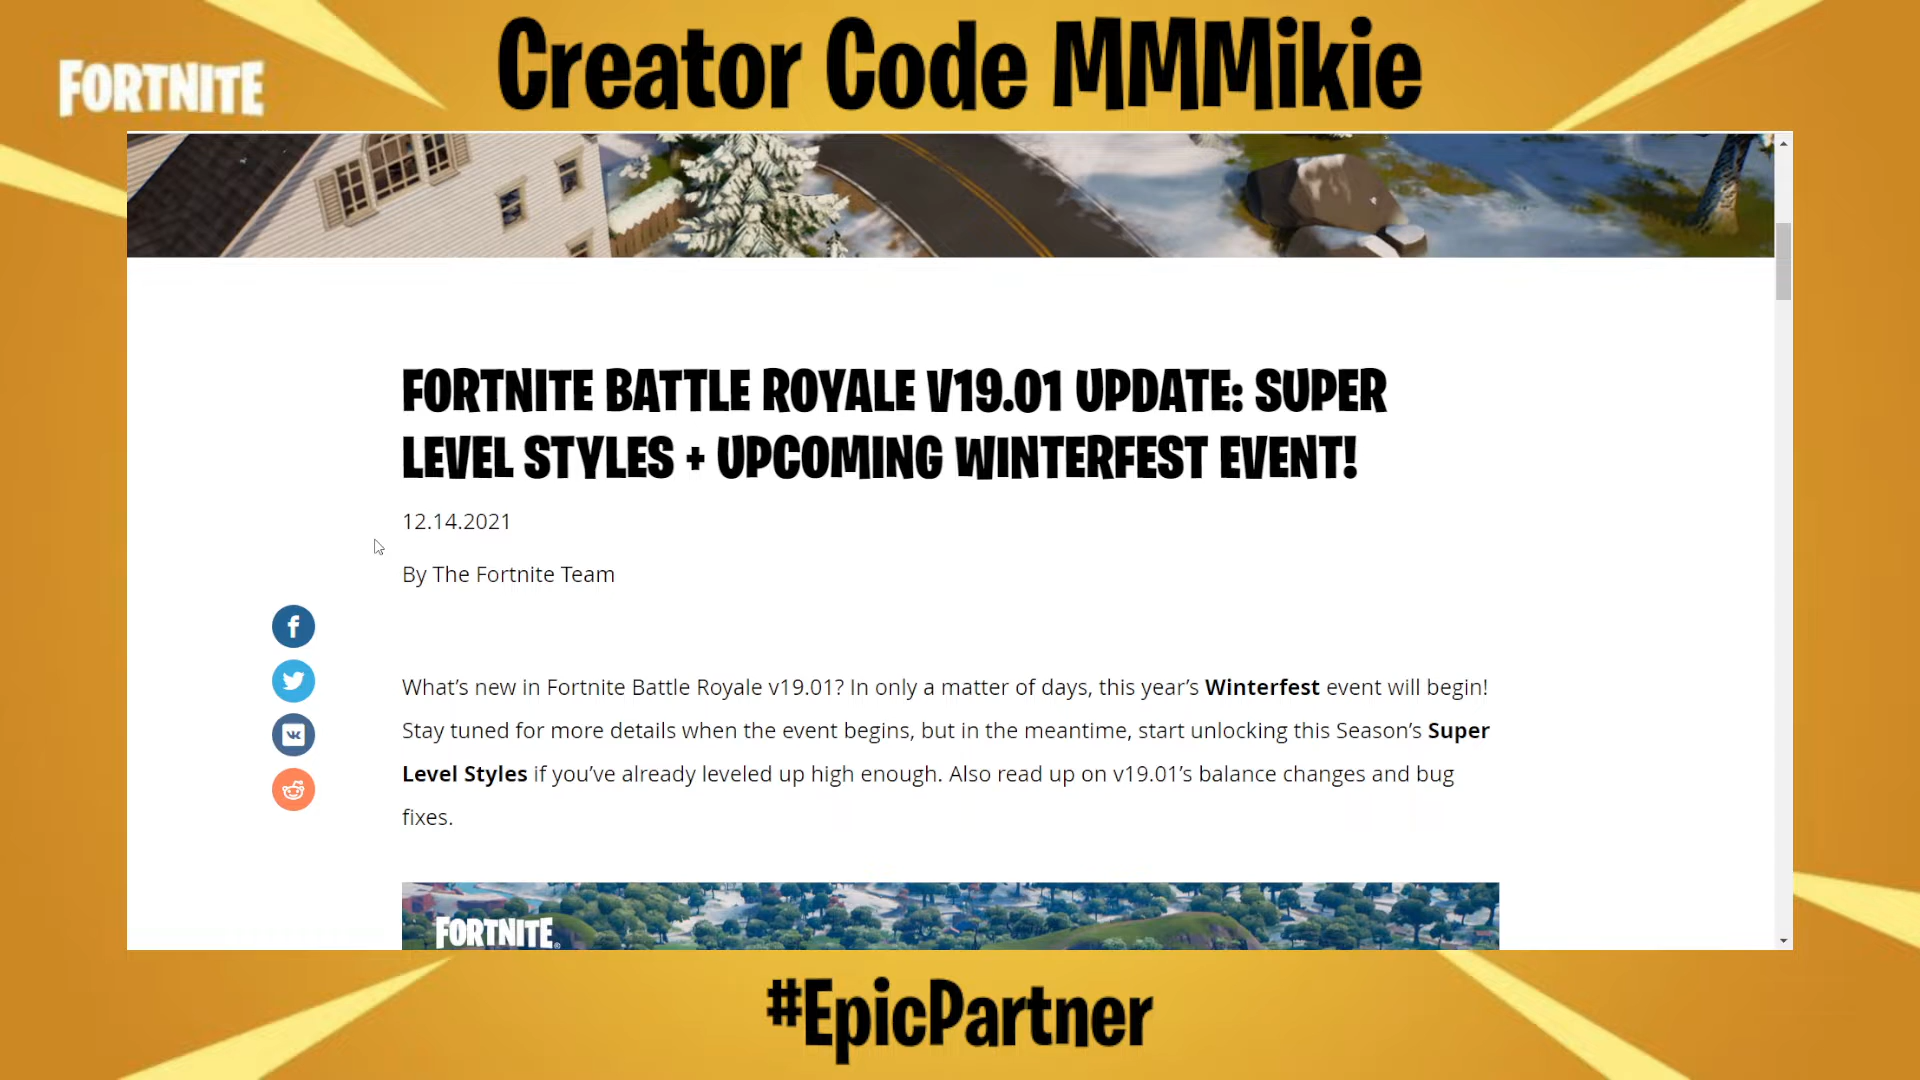 Creator Code MMMikie
FORTNITE
FORTNITE BATTLE ROYALE V19.01 UPDATE: SUPER
LEVEL STYLES + UPCOMING WINTERFEST EVENT!
12.14.2021
By The Fortnite Team
What's new in Fortnite Battle Royale v19.01? In only a matter of days, this year's Winterfest event will begin!
Stay tuned for more details when the event begins, but in the meantime, start unlocking this Season's Super
Level Styles if you've already leveled up high enough. Also read up on v19.01's balance changes and bug
fixes.
FORTNITE
#EpicPartner